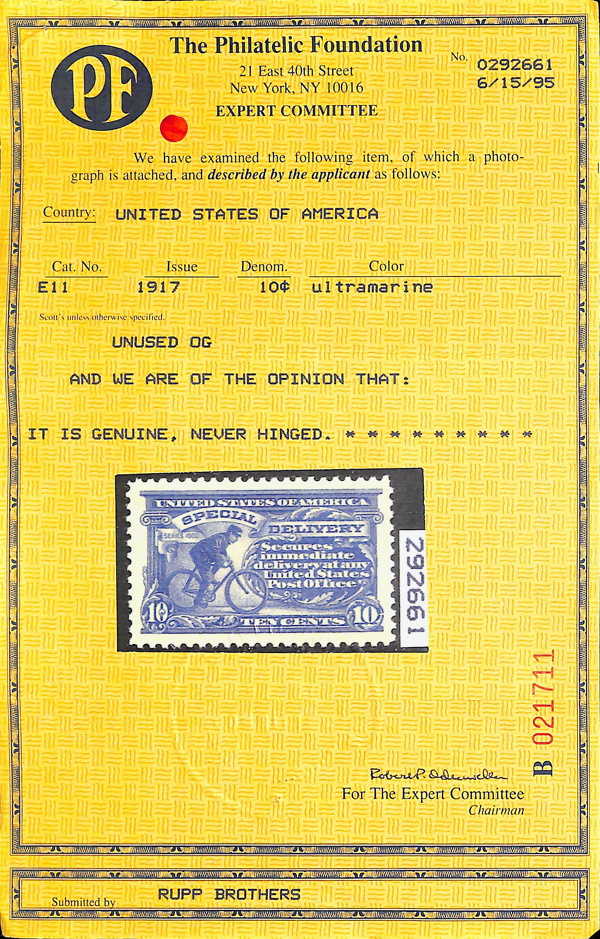 The Philatelic Foundation
PF
21 East 40th Street
New York, NY 10016
EXPERT COMMITTEE
No. 0292661
6/15/95
We have examined the following item, of which a photo-
graph is attached, and described by the applicant as follows:
Country: UNITED STATES OF AMERICA
Cat. No. Issue Denom. Color
E11 1917 10¢ ultramarine
Scott's unless otherwise specified.
UNUSED OG
AND WE ARE OF THE OPINION THAT:
IT IS GENUINE, NEVER HINGED. * * * * * * * * *
UNITED STATES OF AMERICA
SPECIAL DELIVERY
SERIES 1902
Secures
immediate
delivery at any
United States
Post Office
10 TEN CENTS 10
292661
B 021711
For The Expert Committee
Chairman
Submitted by RUPP BROTHERS